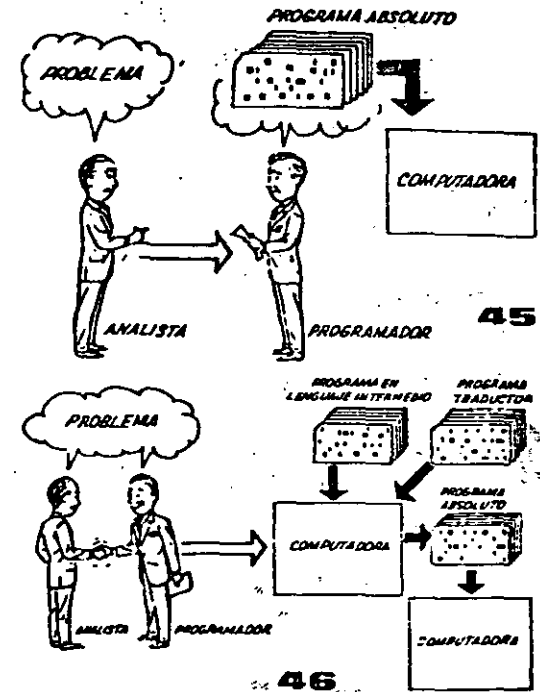 PROGRAMA ABSOLUTO
PROBLEMA
COMPUTADORA
ANALISTA
PROGRAMADOR
45
PROBLEMA
PROGRAMA EN
LENGUAJE INTERMEDIO
PROGRAMA
TRADUCTOR
PROGRAMA
ABSOLUTO
COMPUTADORA
ANALISTA
PROGRAMADOR
COMPUTADORA
46